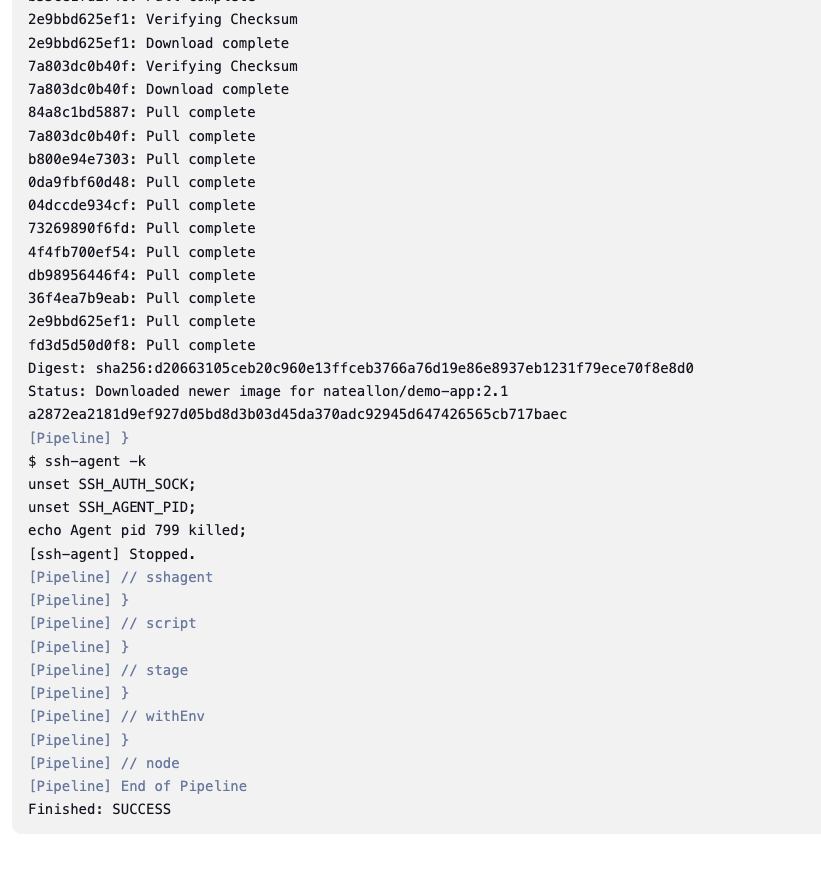 2e9bbd625ef1: Verifying Checksum
2e9bbd625ef1: Download complete
7a803dc0b40f: Verifying Checksum
7a803dc0b40f: Download complete
84a8c1bd5887: Pull complete
7a803dc0b40f: Pull complete
b800e94e7303: Pull complete
0da9fbf60d48: Pull complete
04dccde934cf: Pull complete
73269890f6fd: Pull complete
4f4fb700ef54: Pull complete
db98956446f4: Pull complete
36f4ea7b9eab: Pull complete
2e9bbd625ef1: Pull complete
fd3d5d50d0f8: Pull complete
Digest: sha256:d20663105ceb20c960e13ffceb3766a76d19e86e8937eb1231f79ece70f8e8d0
Status: Downloaded newer image for nateallon/demo-app:2.1
a2872ea2181d9ef927d05bd8d3b03d45da370adc92945d647426565cb717baec
[Pipeline] }
$ ssh-agent -k
unset SSH_AUTH_SOCK;
unset SSH_AGENT_PID;
echo Agent pid 799 killed;
[ssh-agent] Stopped.
[Pipeline] // sshagent
[Pipeline] }
[Pipeline] // script
[Pipeline] }
[Pipeline] // stage
[Pipeline] }
[Pipeline] // withEnv
[Pipeline] }
[Pipeline] // node
[Pipeline] End of Pipeline
Finished: SUCCESS